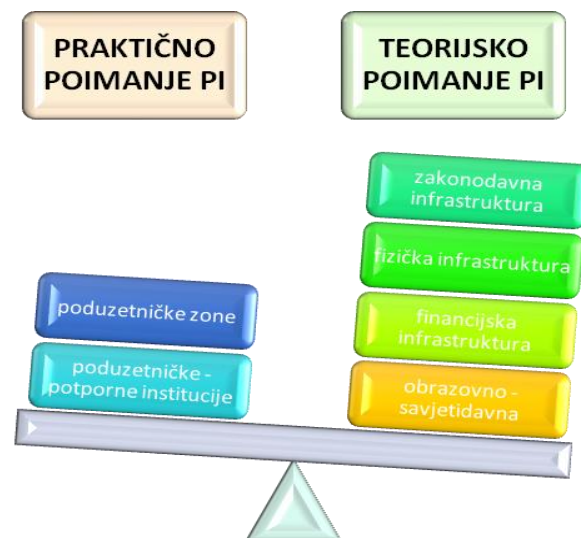 PRAKTIČNO
POIMANJE PI
TEORIJSKO
POIMANJE PI
zakonodavna
infrastruktura
fizička infrastruktura
financijska
infrastruktura
obrazovno -
savjetidavna
poduzetničke zone
poduzetničke -
potporne institucije